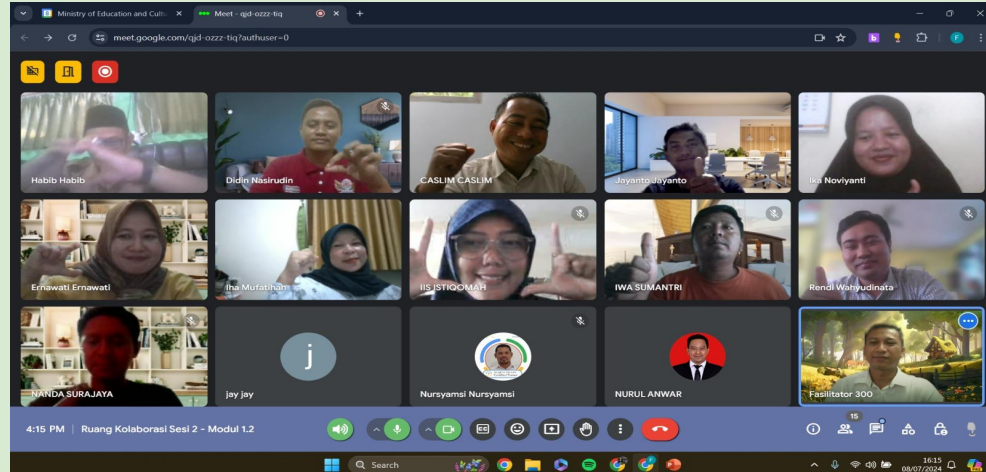 Ministry of Education and Cultu
Meet - qjd-ozzz-tiq
meet.google.com/qjd-ozzz-tiq?authuser=0
Habib Habib
Didin Nasirudin
CASLIM CASLIM
Jayanto Jayanto
Ika Noviyanti
Ernawati Ernawati
Iha Mufatihah
IIS ISTIQOMAH
IWA SUMANTRI
Rendi Wahyudinata
NANDA SURAJAYA
j
jay jay
Nursyamsi Nursyamsi
NURUL ANWAR
Fasilitator 300
4:15 PM | Ruang Kolaborasi Sesi 2 - Modul 1.2
CC
15
Search
16:15
08/07/2024